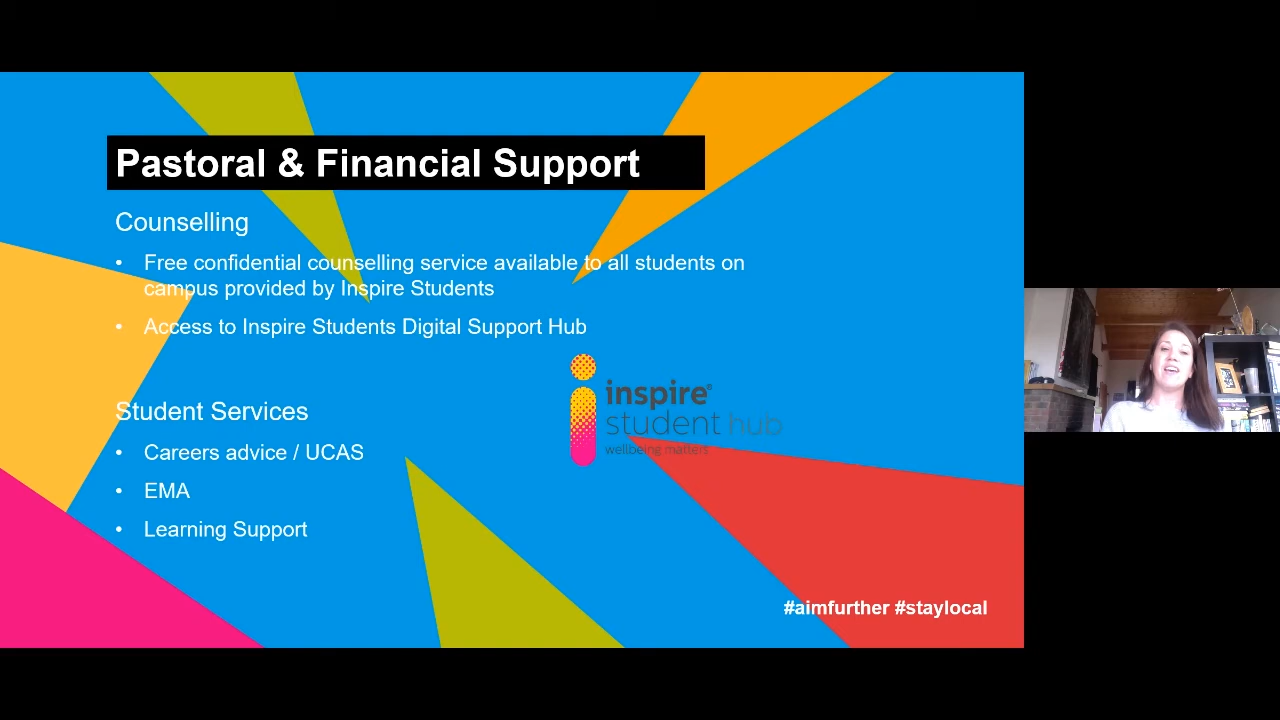 Pastoral & Financial Support
Counselling
• Free confidential counselling service available to all students on
campus provided by Inspire Students
• Access to Inspire Students Digital Support Hub
inspire®
student hub
wellbeing matters
Student Services
• Careers advice / UCAS
• EMA
• Learning Support
#aimfurther #staylocal